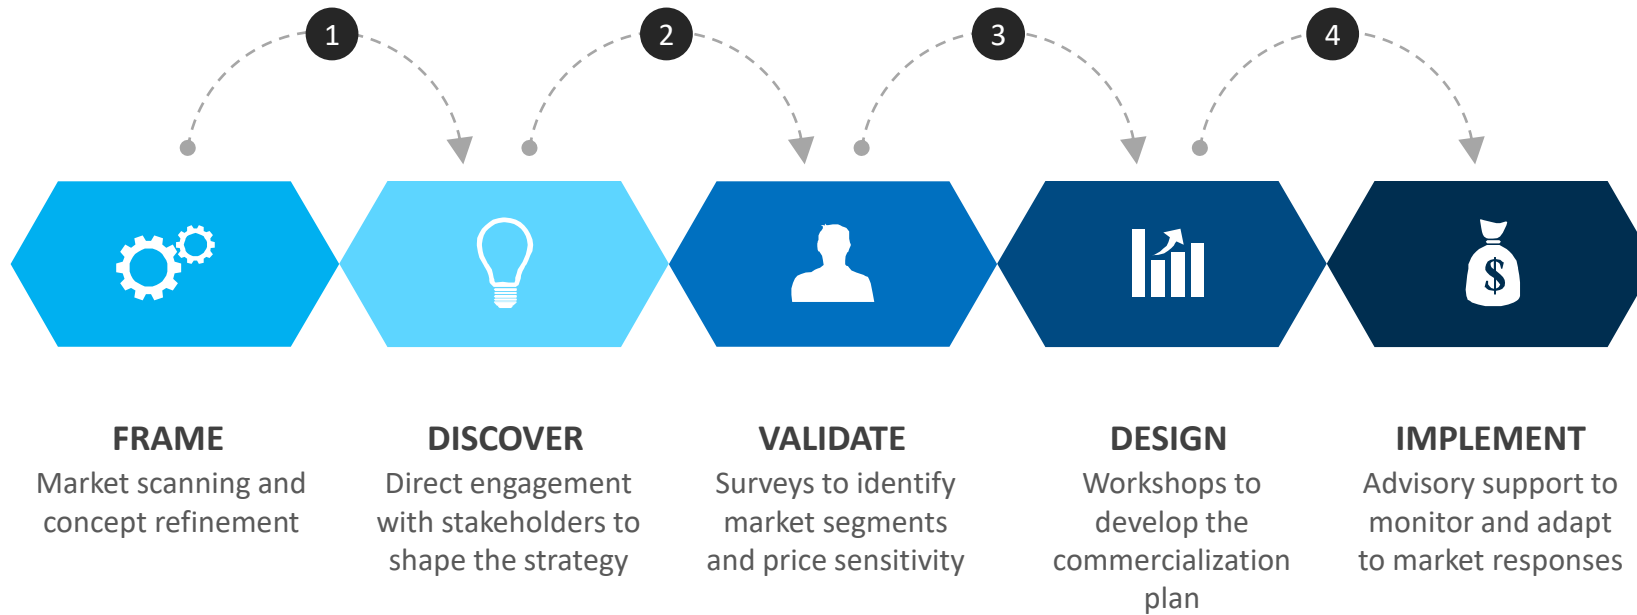 1
2
3
4
$
FRAME
Market scanning and
concept refinement
DISCOVER
Direct engagement
with stakeholders to
shape the strategy
VALIDATE
Surveys to identify
market segments
and price sensitivity
DESIGN
Workshops to
develop the
commercialization
plan
IMPLEMENT
Advisory support to
monitor and adapt
to market responses